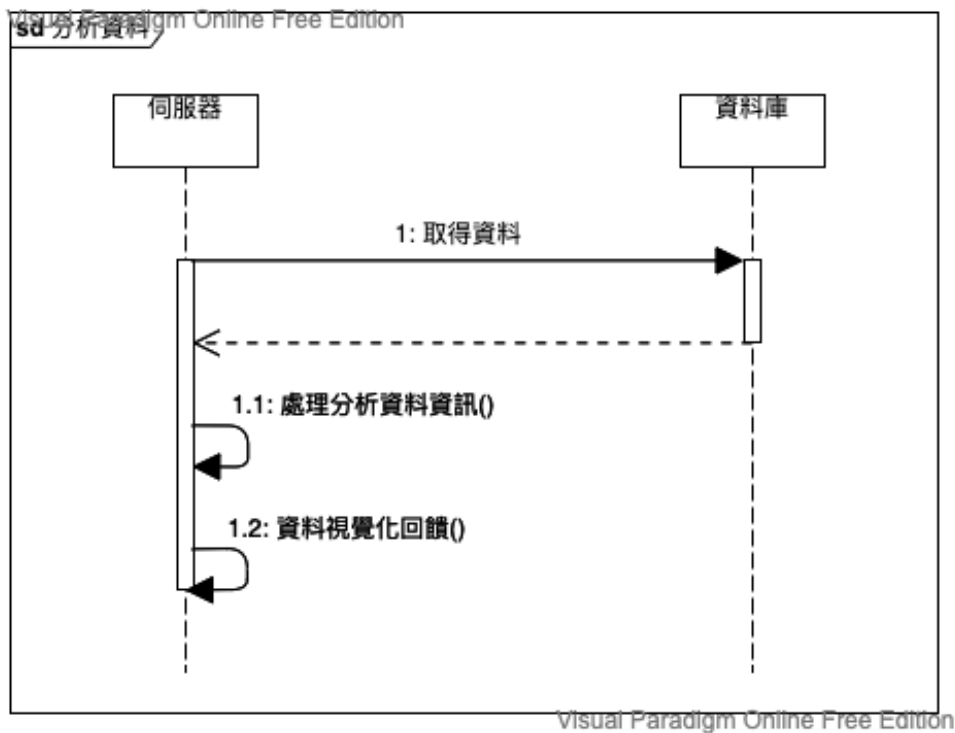 Visual Paradigm Online Free Edition
sd 分析資料
伺服器
資料庫
1: 取得資料
1.1: 處理分析資料資訊()
1.2: 資料視覺化回饋()
Visual Paradigm Online Free Edition